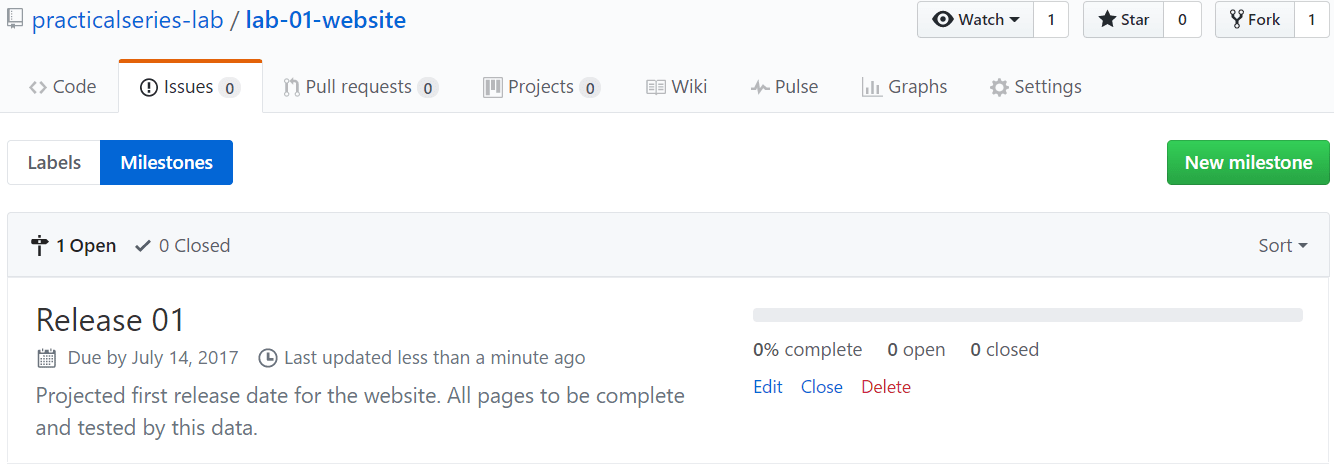 practicalseries-lab / lab-01-website Watch 1 Star 0 Fork 1
Code Issues 0 Pull requests 0 Projects 0 Wiki Pulse Graphs Settings
Labels Milestones New milestone
1 Open 0 Closed Sort
Release 01
Due by July 14, 2017 Last updated less than a minute ago
Projected first release date for the website. All pages to be complete
and tested by this data.
0% complete 0 open 0 closed
Edit Close Delete